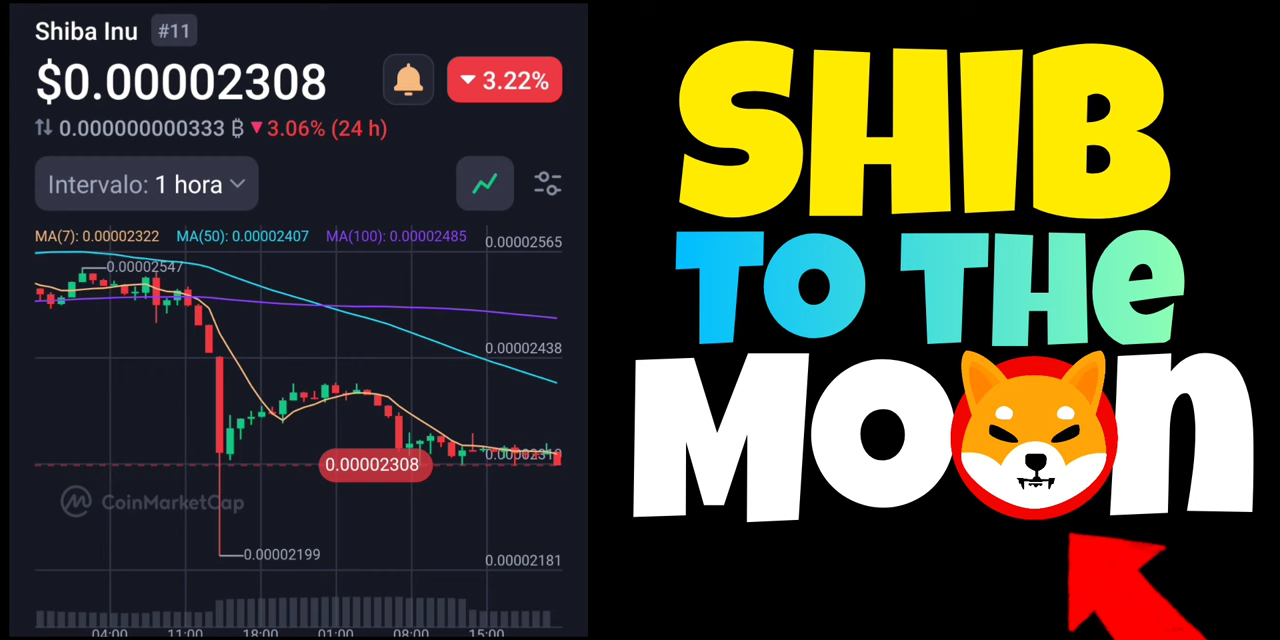 Shiba Inu #11
$0.00002308
3.22%
0.000000000333 ₿ 3.06% (24 h)
Intervalo: 1 hora
MA(7): 0.00002322 MA(50): 0.00002407 MA(100): 0.00002485
0.00002565
0.00002547
0.00002438
0.00002308
CoinMarketCap
0.00002199
0.00002181
04:00 11:00 18:00 01:00 08:00 15:00
SHIB
TO THE
MOON